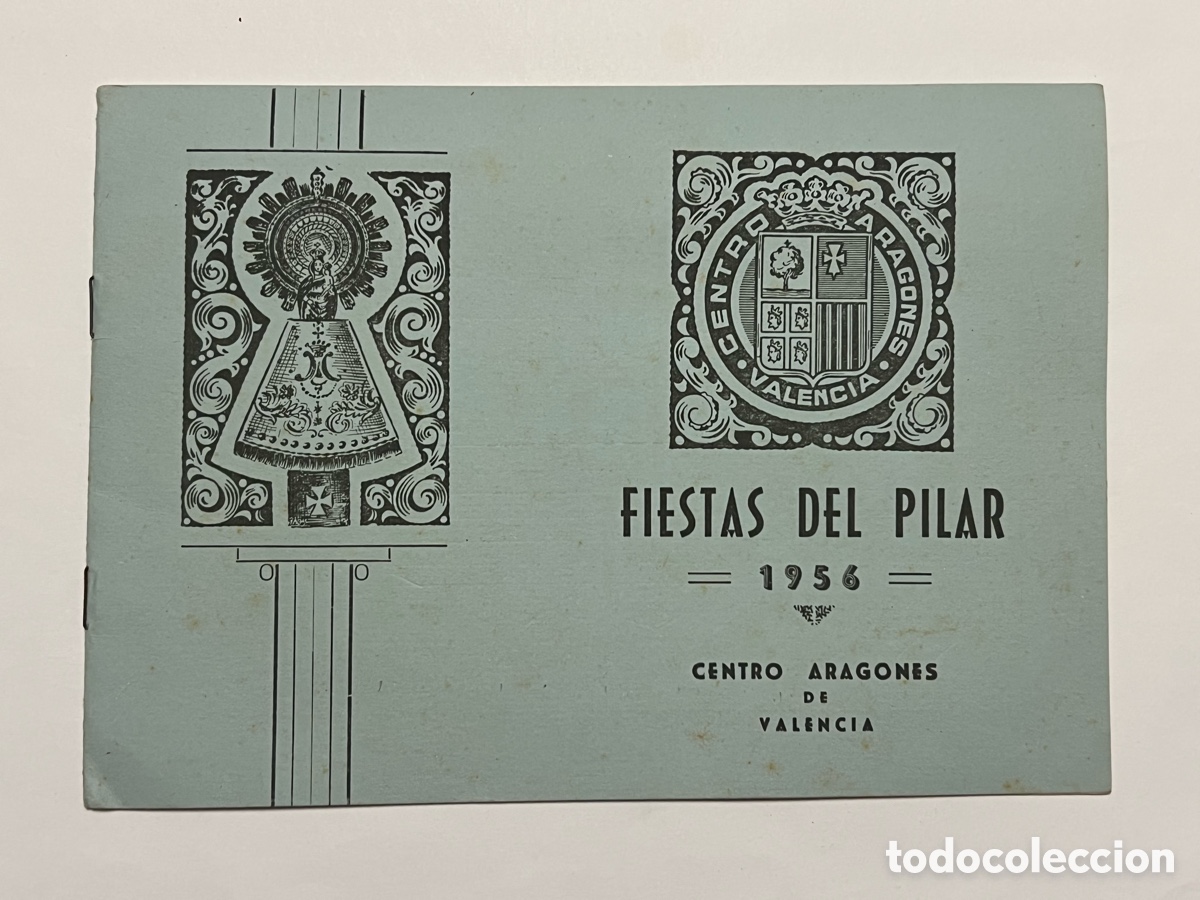 CENTRO ARAGONES · VALENCIA ·
FIESTAS DEL PILAR
1956
CENTRO ARAGONES
DE
VALENCIA
todocoleccion